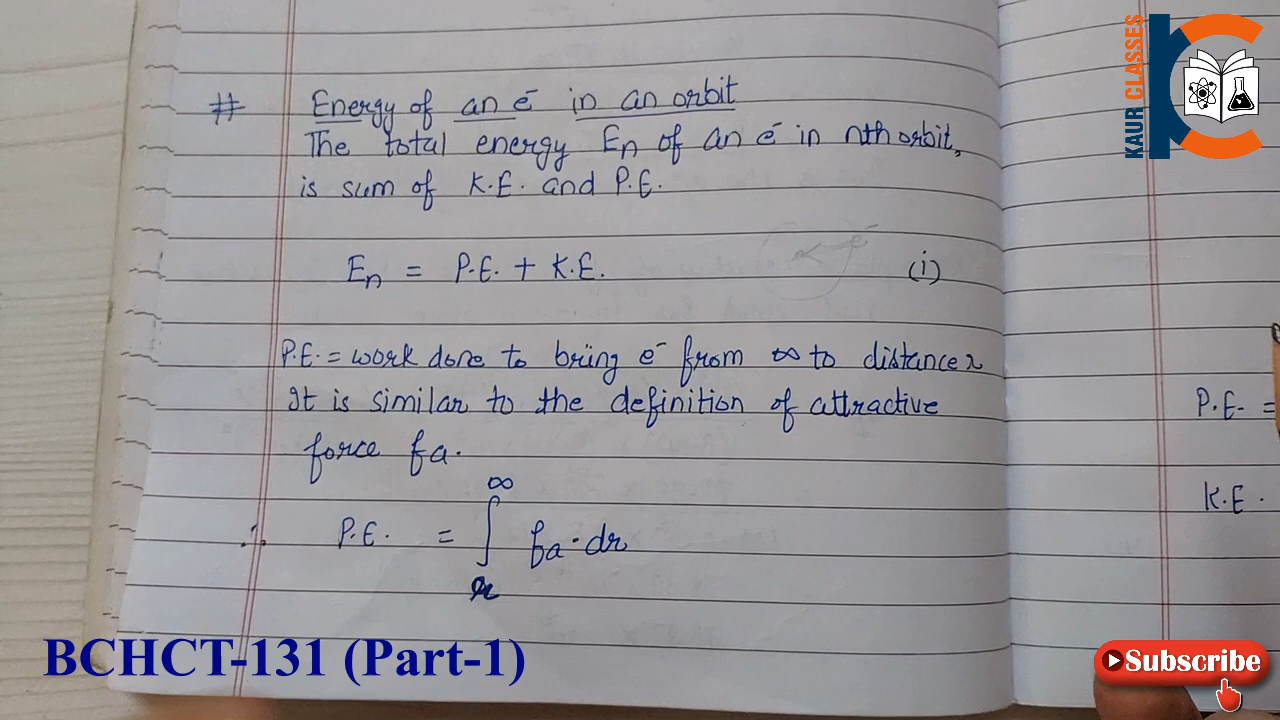 # Energy of an e⁻ in an orbit
The total energy En of an e⁻ in nth orbit,
is sum of K.E. and P.E.
En = P.E. + K.E. (i)
P.E. = work done to bring e⁻ from ∞ to distance r
It is similar to the definition of attractive
force fa.
∞
∴ P.E. = ∫ fa · dr
r
P.E. =
K.E.
KAUR CLASSES
BCHCT-131 (Part-1)
Subscribe